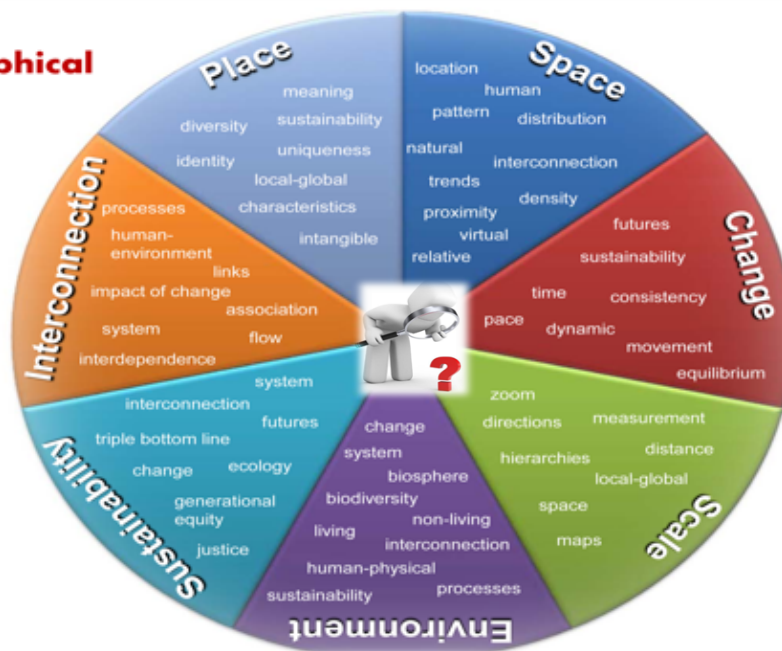 phical
Place
meaning
diversity
sustainability
identity
uniqueness
local-global
characteristics
intangible
Space
location
human
pattern
distribution
natural
interconnection
trends
density
proximity
virtual
relative
Change
futures
sustainability
time
consistency
pace
dynamic
movement
equilibrium
Scale
zoom
directions
measurement
hierarchies
distance
local-global
space
maps
Environment
change
system
biosphere
biodiversity
non-living
living
interconnection
human-physical
processes
sustainability
Sustainability
system
interconnection
futures
triple bottom line
change
ecology
generational
equity
justice
Interconnection
processes
human-
environment
links
impact of change
association
system
flow
interdependence
?